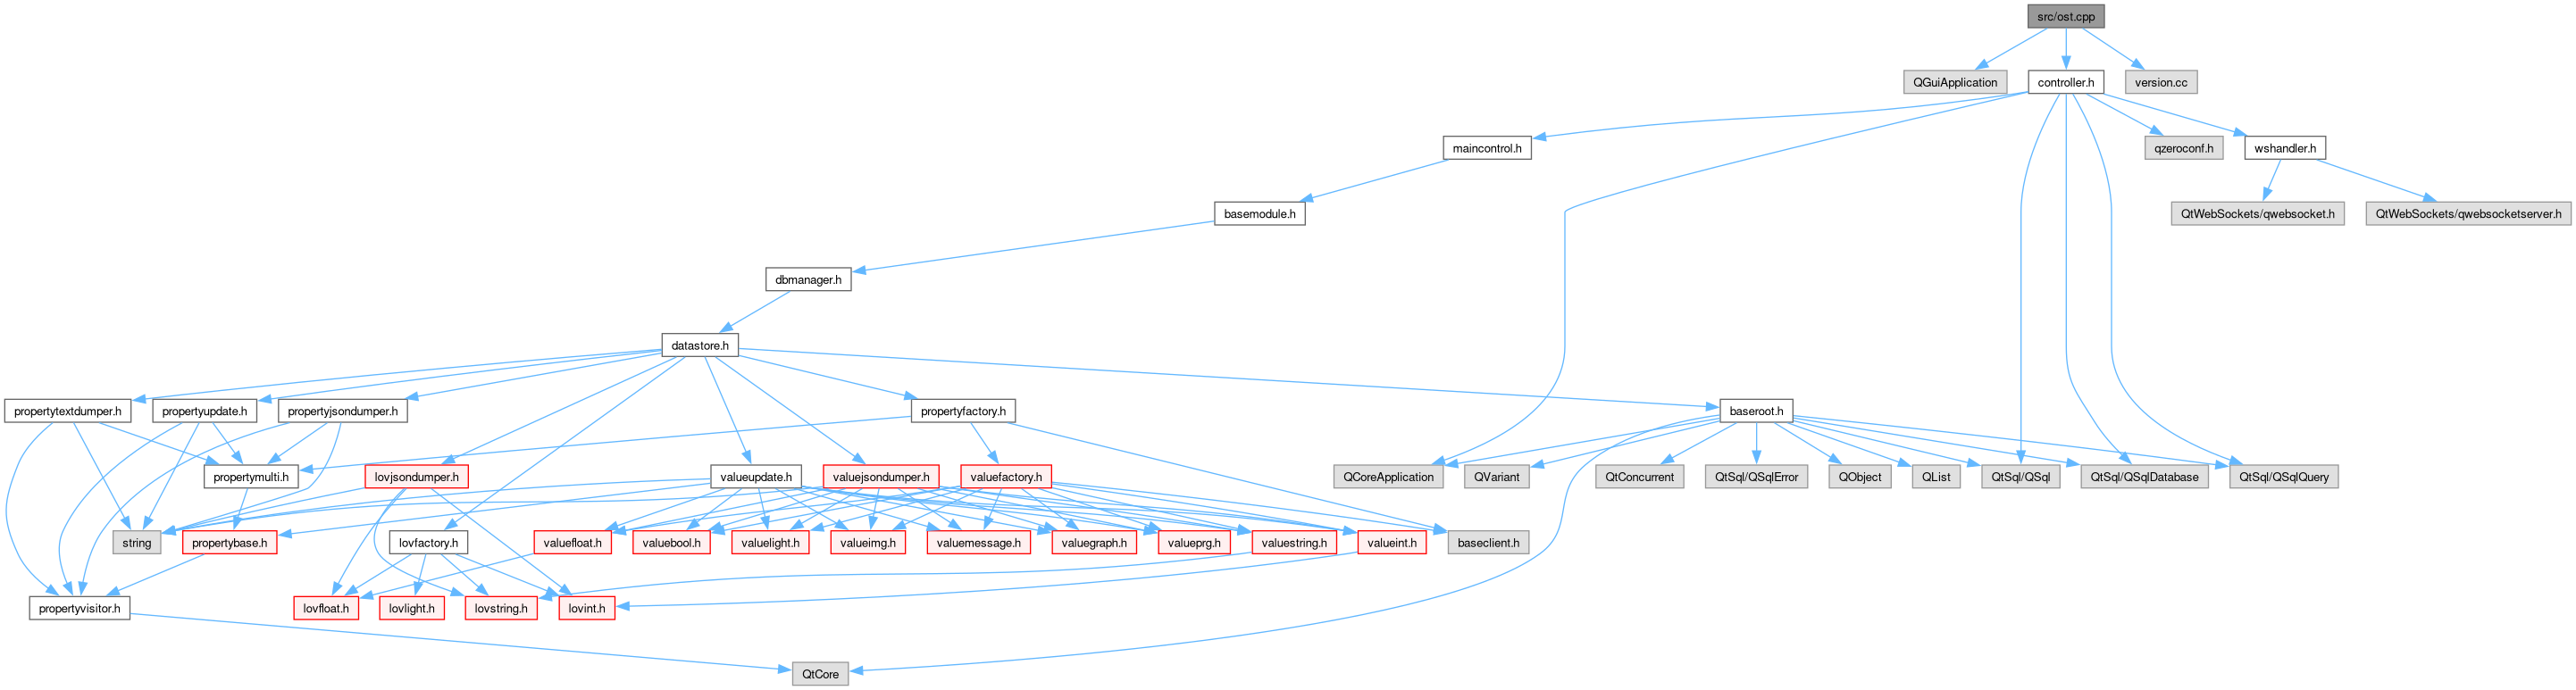 src/ost.cpp
QGuiApplication
controller.h
version.cc
maincontrol.h
qzeroconf.h
wshandler.h
basemodule.h
QtWebSockets/qwebsocket.h
QtWebSockets/qwebsocketserver.h
dbmanager.h
datastore.h
propertytextdumper.h
propertyupdate.h
propertyjsondumper.h
propertyfactory.h
baseroot.h
propertymulti.h
lovjsondumper.h
valueupdate.h
valuejsondumper.h
valuefactory.h
QCoreApplication
QVariant
QtConcurrent
QtSql/QSqlError
QObject
QList
QtSql/QSql
QtSql/QSqlDatabase
QtSql/QSqlQuery
string
propertybase.h
lovfactory.h
valuefloat.h
valuebool.h
valuelight.h
valueimg.h
valuemessage.h
valuegraph.h
valueprg.h
valuestring.h
valueint.h
baseclient.h
propertyvisitor.h
lovfloat.h
lovlight.h
lovstring.h
lovint.h
QtCore